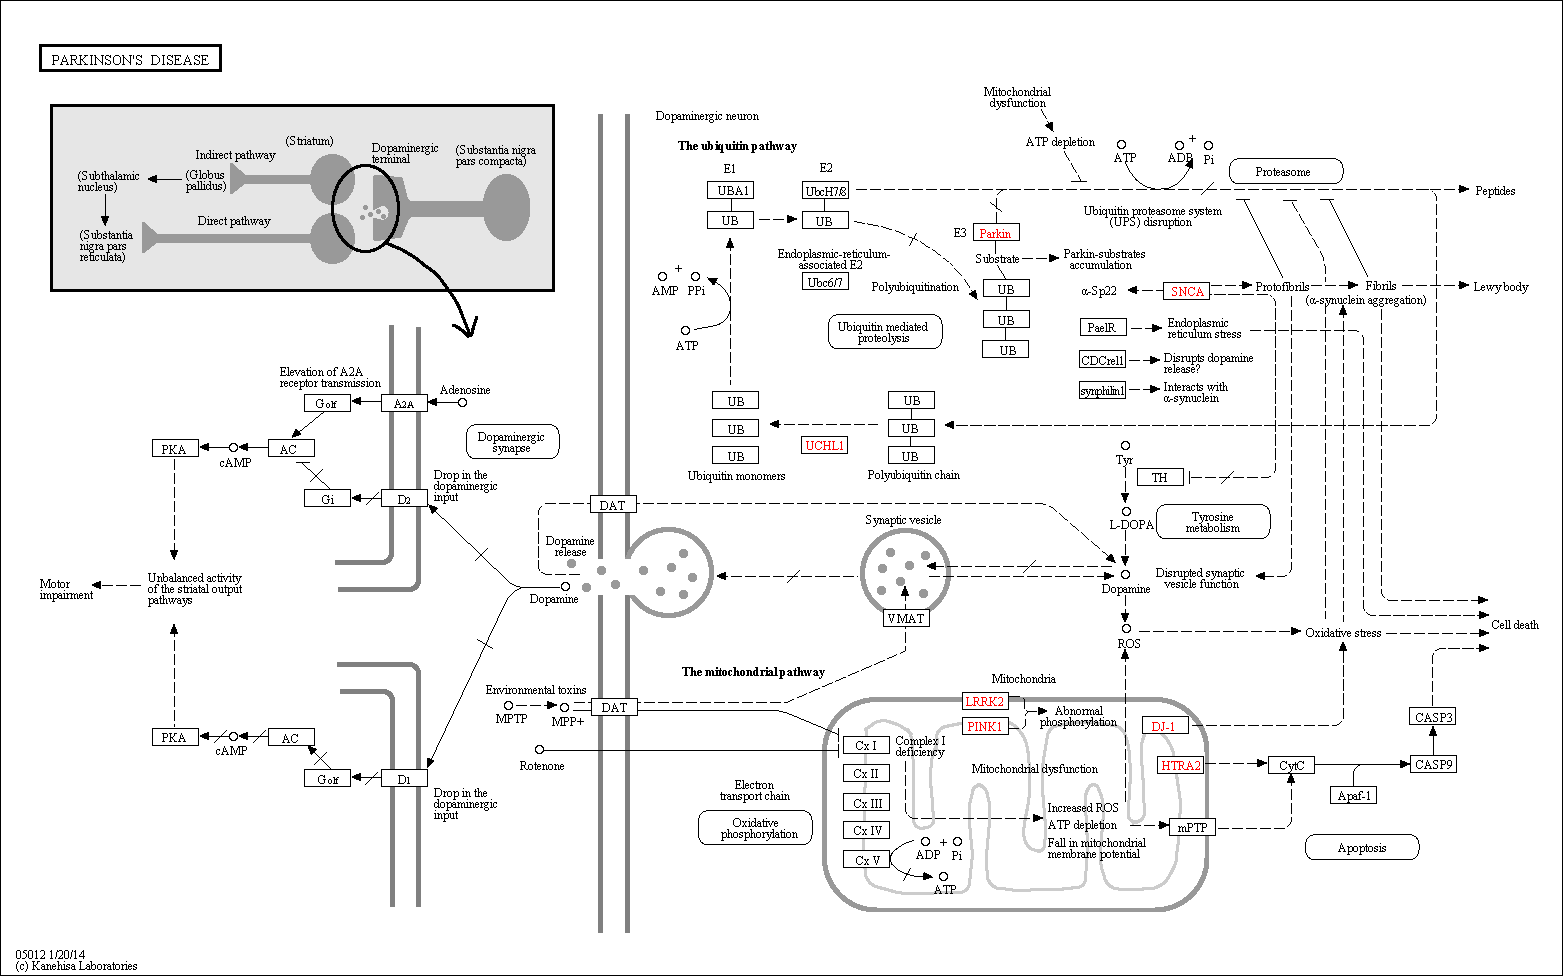 PARKINSON'S DISEASE
(Striatum)
Indirect pathway
Dopaminergic
terminal
(Substantia nigra
pars compacta)
(Subthalamic
nucleus)
(Globus
pallidus)
Direct pathway
(Substantia
nigra pars
reticulata)
Dopaminergic neuron
The ubiquitin pathway
E1
E2
UBA1
UbcH7/8
UB
UB
Endoplasmic-reticulum-
associated E2
Ubc6/7
AMP
+
PPi
ATP
Polyubiquitination
Ubiquitin mediated
proteolysis
Mitochondrial
dysfunction
ATP depletion
ATP
ADP
+
Pi
Proteasome
Peptides
Ubiquitin proteasome system
(UPS) disruption
E3
Parkin
Substrate
Parkin-substrates
accumulation
UB
UB
UB
α-Sp22
SNCA
Protofibrils
Fibrils
(α-synuclein aggregation)
Lewy body
PaelR
Endoplasmic
reticulum stress
CDCrel1
Disrupts dopamine
release?
synphilin1
Interacts with
α-synuclein
UB
UB
UB
Ubiquitin monomers
UCHL1
UB
UB
UB
Polyubiquitin chain
Elevation of A2A
receptor transmission
Golf
A2A
Adenosine
PKA
cAMP
AC
Dopaminergic
synapse
Gi
D2
Drop in the
dopaminergic
input
Tyr
TH
L-DOPA
Tyrosine
metabolism
DAT
Dopamine
release
Dopamine
Synaptic vesicle
VMAT
Dopamine
Disrupted synaptic
vesicle function
Motor
impairment
Unbalanced activity
of the striatal output
pathways
ROS
Oxidative stress
Cell death
The mitochondrial pathway
Environmental toxins
MPTP
MPP+
DAT
Rotenone
PKA
cAMP
AC
Golf
D1
Drop in the
dopaminergic
input
Mitochondria
LRRK2
PINK1
Abnormal
phosphorylation
DJ-1
HTRA2
Cx I
Complex I
deficiency
Cx II
Cx III
Cx IV
Cx V
Mitochondrial dysfunction
Electron
transport chain
Oxidative
phosphorylation
Increased ROS
ATP depletion
Fall in mitochondrial
membrane potential
ADP
+
Pi
ATP
mPTP
CytC
Apaf-1
CASP3
CASP9
Apoptosis
05012 1/20/14
(c) Kanehisa Laboratories